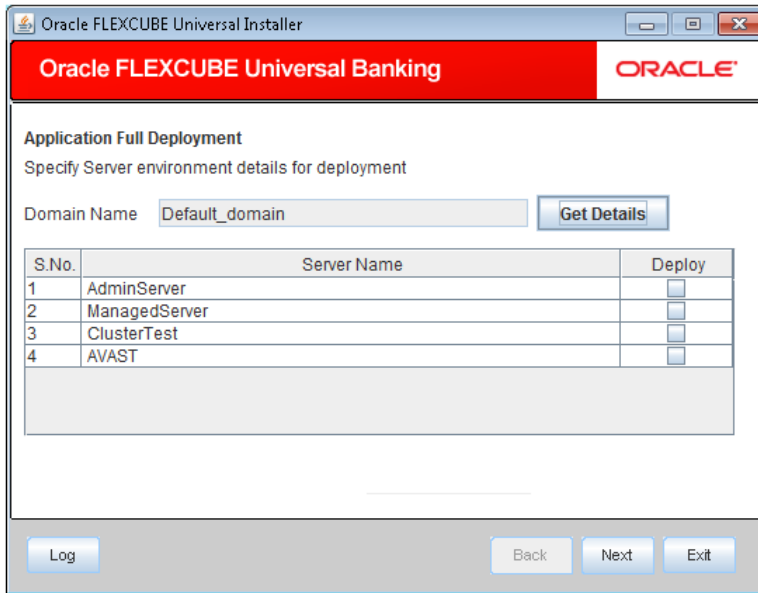 Oracle FLEXCUBE Universal Installer
Oracle FLEXCUBE Universal Banking
ORACLE
Application Full Deployment
Specify Server environment details for deployment
Domain Name Default_domain Get Details
S.No. Server Name Deploy
1 AdminServer
2 ManagedServer
3 ClusterTest
4 AVAST
Log Back Next Exit